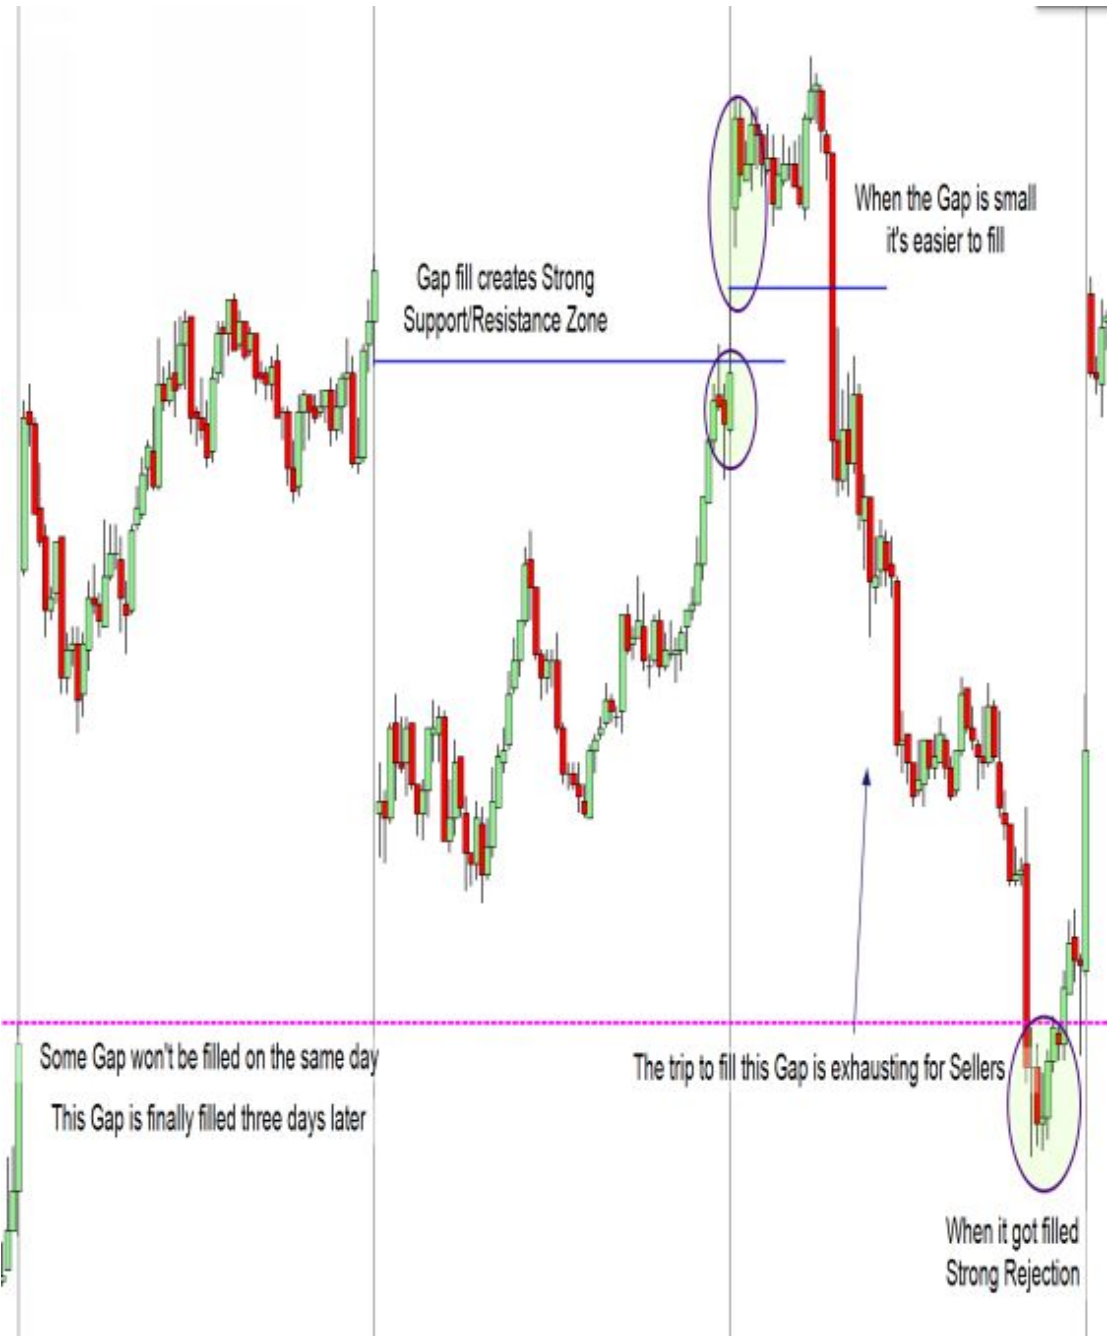 When the Gap is small
it's easier to fill
Gap fill creates Strong
Support/Resistance Zone
Some Gap won't be filled on the same day
This Gap is finally filled three days later
The trip to fill this Gap is exhausting for Sellers
When it got filled
Strong Rejection